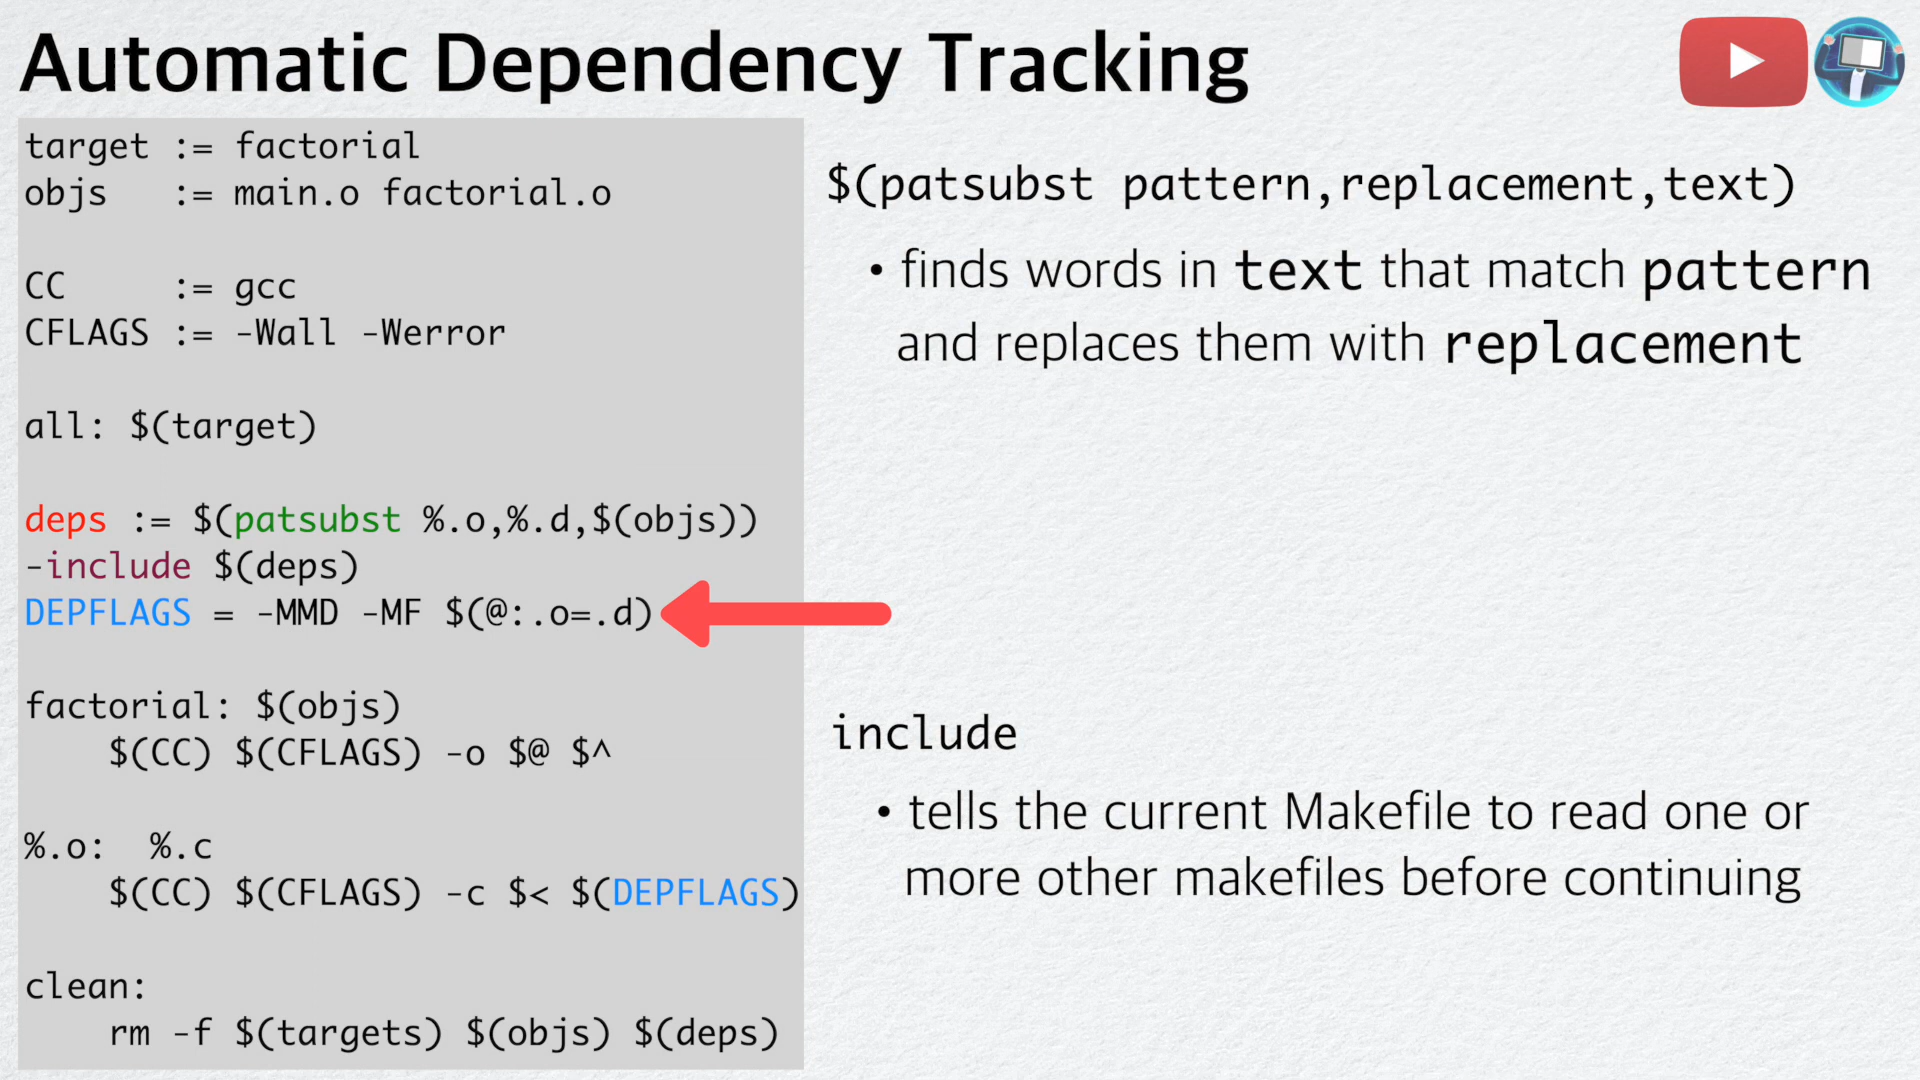 Automatic Dependency Tracking
target := factorial
objs   := main.o factorial.o
CC     := gcc
CFLAGS := -Wall -Werror
all: $(target)
deps := $(patsubst %.o,%.d,$(objs))
-include $(deps)
DEPFLAGS = -MMD -MF $(@:.o=.d)
factorial: $(objs)
    $(CC) $(CFLAGS) -o $@ $^
%.o:  %.c
    $(CC) $(CFLAGS) -c $< $(DEPFLAGS)
clean:
    rm -f $(targets) $(objs) $(deps)
$(patsubst pattern,replacement,text)
• finds words in text that match pattern
and replaces them with replacement
include
• tells the current Makefile to read one or
more other makefiles before continuing